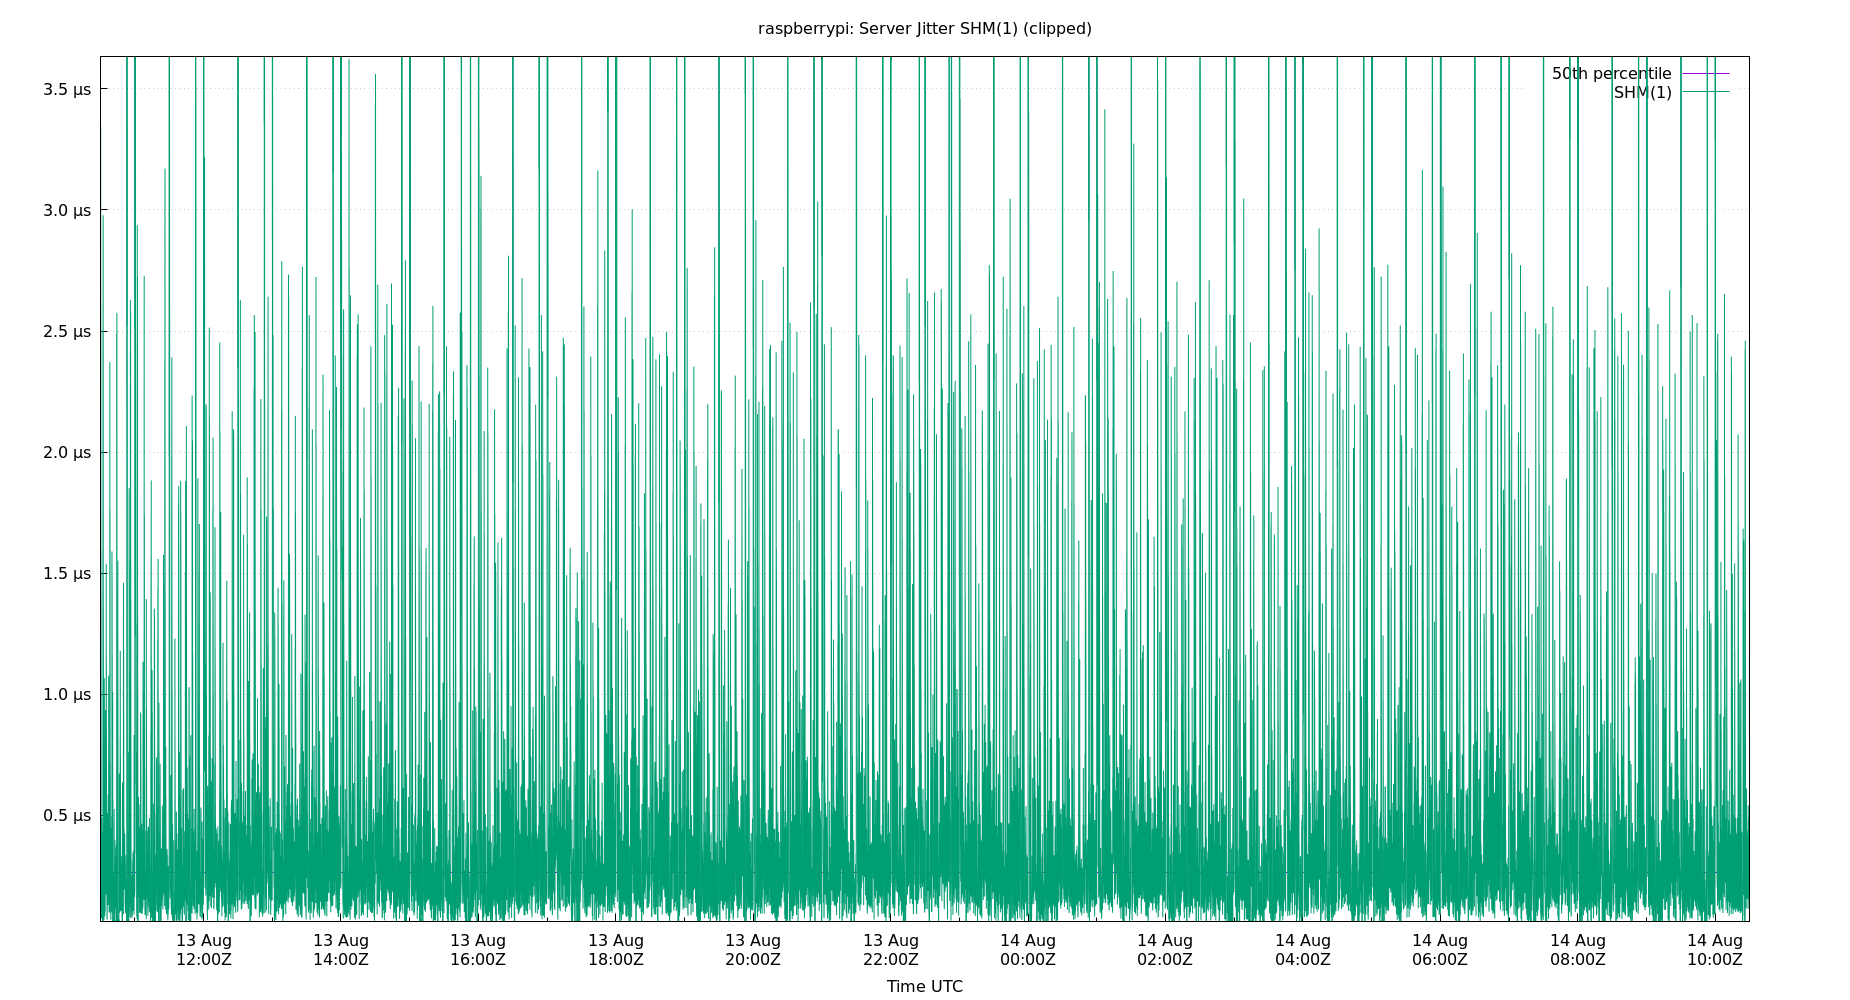 raspberrypi: Server Jitter SHM(1) (clipped)
50th percentile
SHM(1)
3.5 µs
3.0 µs
2.5 µs
2.0 µs
1.5 µs
1.0 µs
0.5 µs
13 Aug 13 Aug 13 Aug 13 Aug 13 Aug 13 Aug 14 Aug 14 Aug 14 Aug 14 Aug 14 Aug 14 Aug
12:00Z 14:00Z 16:00Z 18:00Z 20:00Z 22:00Z 00:00Z 02:00Z 04:00Z 06:00Z 08:00Z 10:00Z
Time UTC